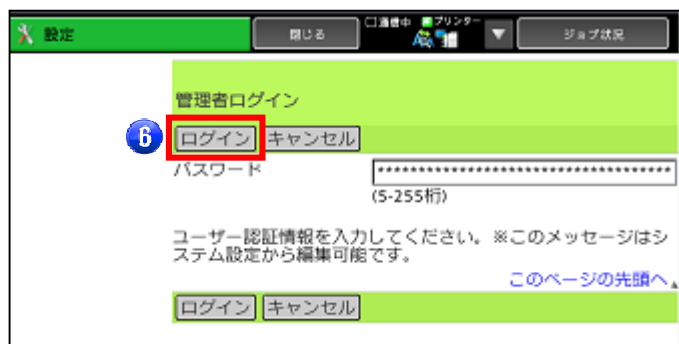 設定 閉じる 通信中 プリンター ジョブ状況
管理者ログイン
6 ログイン キャンセル
パスワード ************************************
(5-255桁)
ユーザー認証情報を入力してください。※このメッセージはシ
ステム設定から編集可能です。
このページの先頭へ
ログイン キャンセル